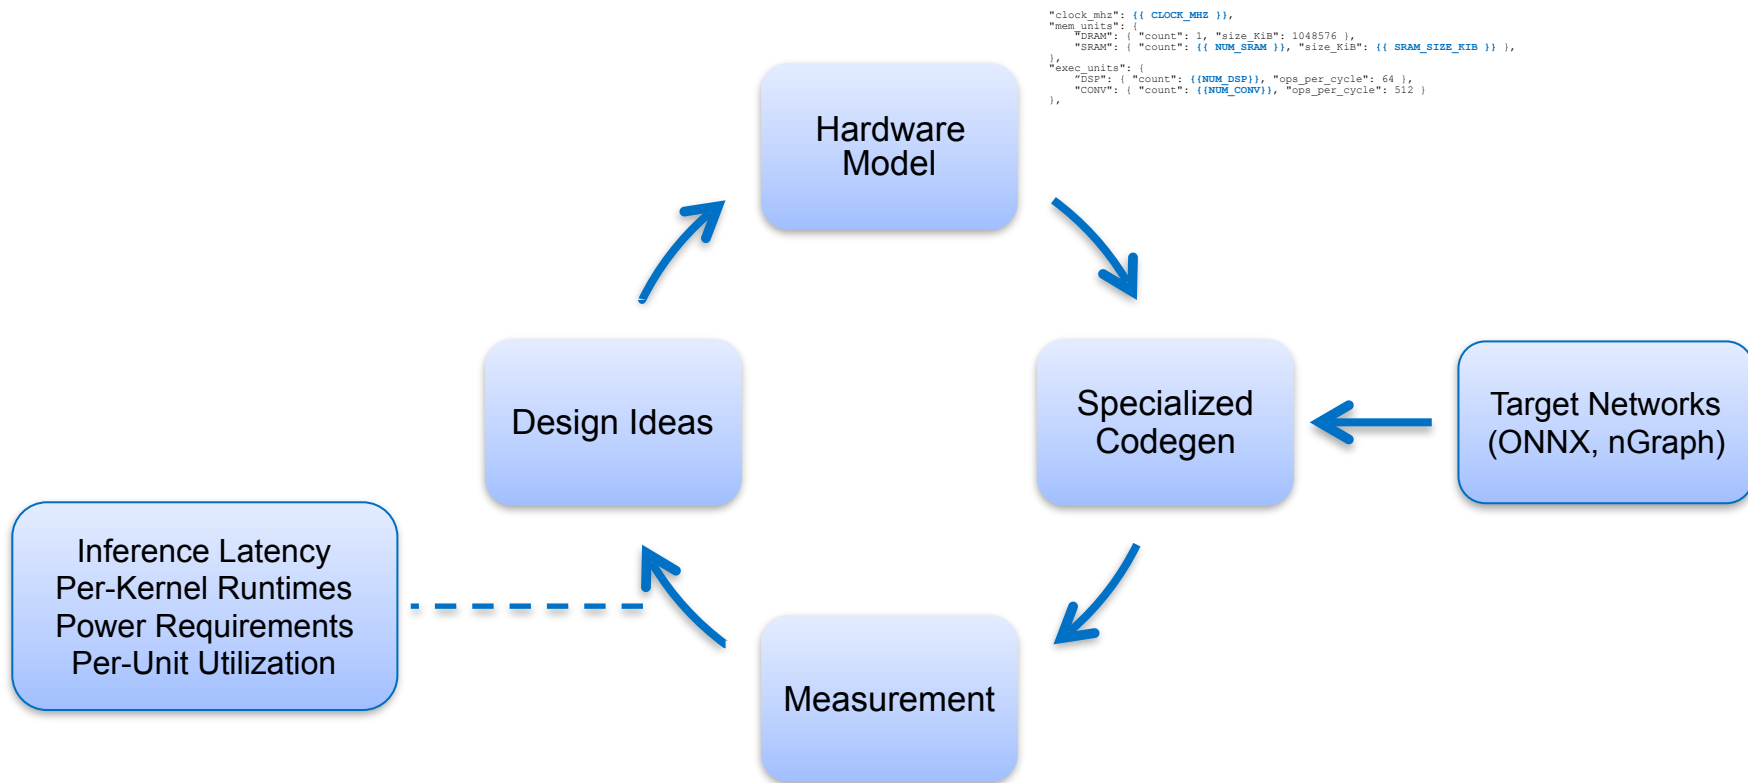 "clock_mhz": {{ CLOCK_MHZ }},
"mem_units": {
"DRAM": { "count": 1, "size_KiB": 1048576 },
"SRAM": { "count": {{ NUM_SRAM }}, "size_KiB": {{ SRAM_SIZE_KIB }} },
},
"exec_units": {
"DSP": { "count": {{NUM_DSP}}, "ops_per_cycle": 64 },
"CONV": { "count": {{NUM_CONV}}, "ops_per_cycle": 512 }
},
Hardware
Model
Design Ideas
Specialized
Codegen
Target Networks
(ONNX, nGraph)
Inference Latency
Per-Kernel Runtimes
Power Requirements
Per-Unit Utilization
Measurement